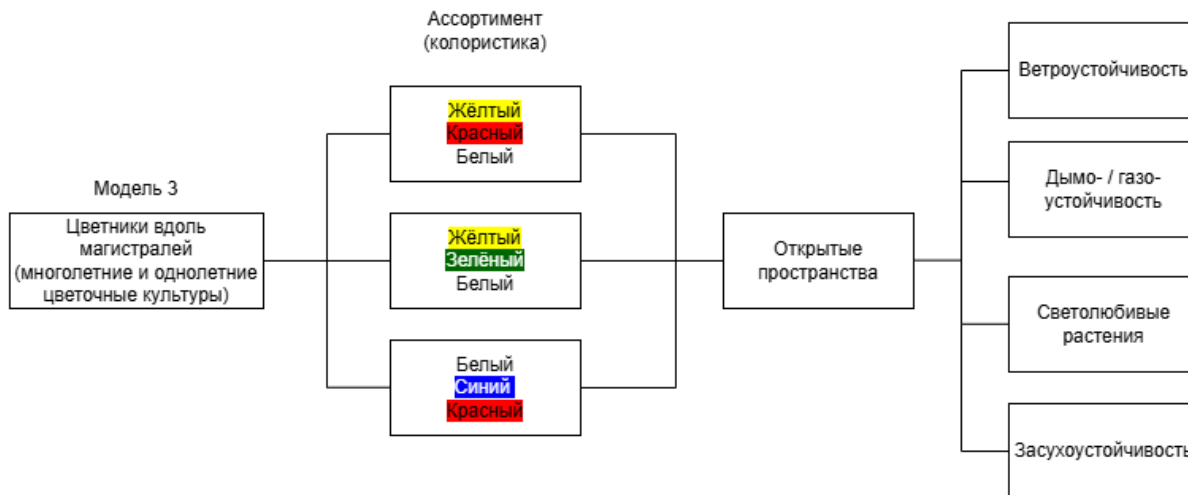 Ассортимент
(колористика)
Модель 3
Цветники вдоль
магистралей
(многолетние и однолетние
цветочные культуры)
Жёлтый
Красный
Белый
Жёлтый
Зелёный
Белый
Белый
Синий
Красный
Открытые
пространства
Ветроустойчивость
Дымо- / газо-
устойчивость
Светолюбивые
растения
Засухоустойчивость